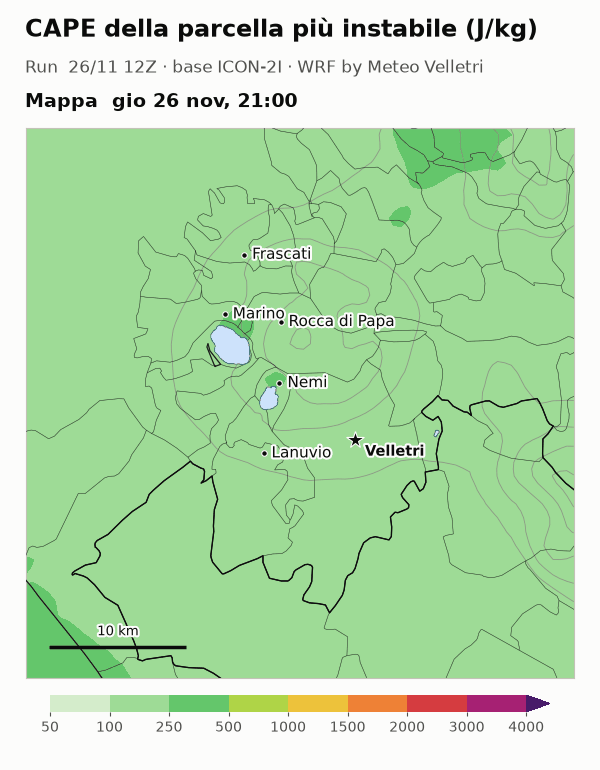 CAPE della parcella più instabile (J/kg)
Run  26/11 12Z · base ICON-2I · WRF by Meteo Velletri
Mappa  gio 26 nov, 21:00
Frascati
Marino
Rocca di Papa
Nemi
Velletri
Lanuvio
10 km
50 100 250 500 1000 1500 2000 3000 4000